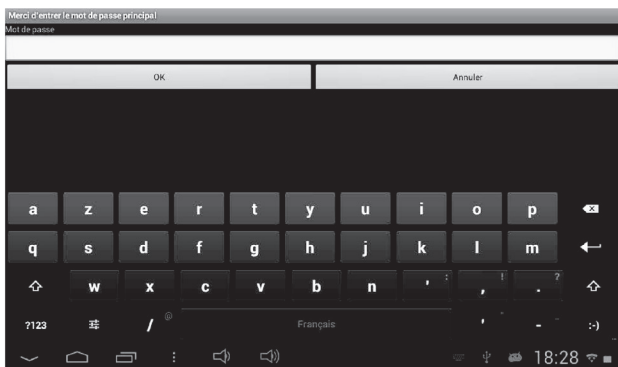 Merci d'entrer le mot de passe principal
Mot de passe
OK Annuler
a z e r t y u i o p
q s d f g h j k l m
w x c v b n ' : , ! . ?
?123 / @ Français ' - :-)
18:28